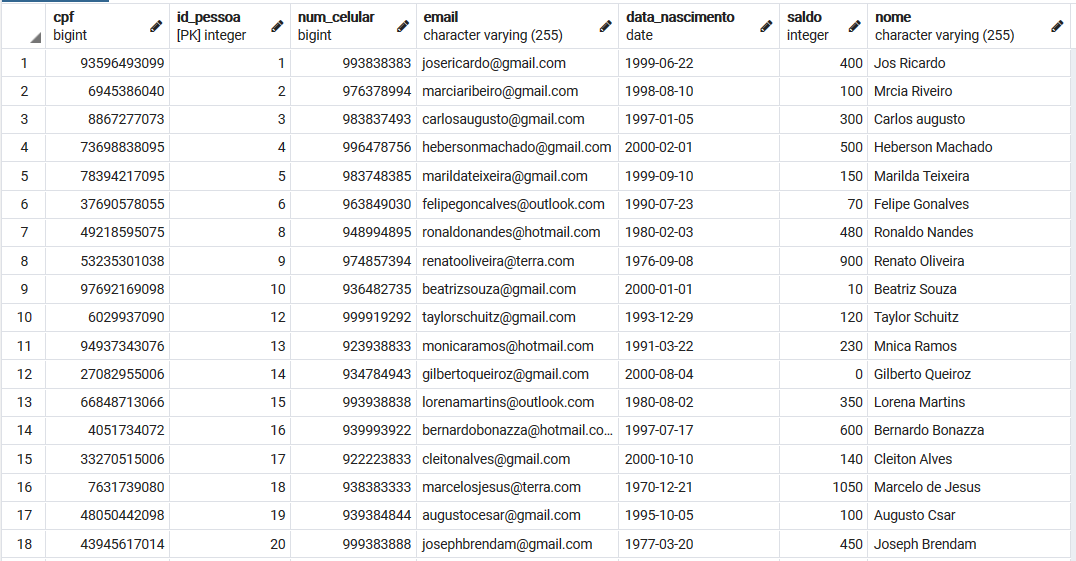 cpf id_pessoa num_celular email data_nascimento saldo nome
bigint [PK] integer bigint character varying (255) date integer character varying (255)
1 93596493099 1 993838383 josericardo@gmail.com 1999-06-22 400 Jos Ricardo
2 6945386040 2 976378994 marciaribeiro@gmail.com 1998-08-10 100 Mrcia Riveiro
3 8867277073 3 983837493 carlosaugusto@gmail.com 1997-01-05 300 Carlos augusto
4 73698838095 4 996478756 hebersonmachado@gmail.com 2000-02-01 500 Heberson Machado
5 78394217095 5 983748385 marildateixeira@gmail.com 1999-09-10 150 Marilda Teixeira
6 37690578055 6 963849030 felipegoncalves@outlook.com 1990-07-23 70 Felipe Gonalves
7 49218595075 8 948994895 ronaldonandes@hotmail.com 1980-02-03 480 Ronaldo Nandes
8 53235301038 9 974857394 renatooliveira@terra.com 1976-09-08 900 Renato Oliveira
9 97692169098 10 936482735 beatrizsouza@gmail.com 2000-01-01 10 Beatriz Souza
10 6029937090 12 999919292 taylorschuitz@gmail.com 1993-12-29 120 Taylor Schuitz
11 94937343076 13 923938833 monicaramos@hotmail.com 1991-03-22 230 Mnica Ramos
12 27082955006 14 934784943 gilbertoqueiroz@gmail.com 2000-08-04 0 Gilberto Queiroz
13 66848713066 15 993938838 lorenamartins@outlook.com 1980-08-02 350 Lorena Martins
14 4051734072 16 939993922 bernardobonazza@hotmail.co... 1997-07-17 600 Bernardo Bonazza
15 33270515006 17 922223833 cleitonalves@gmail.com 2000-10-10 140 Cleiton Alves
16 7631739080 18 938383333 marcelosjesus@terra.com 1970-12-21 1050 Marcelo de Jesus
17 48050442098 19 939384844 augustocesar@gmail.com 1995-10-05 100 Augusto Csar
18 43945617014 20 999383888 josephbrendam@gmail.com 1977-03-20 450 Joseph Brendam